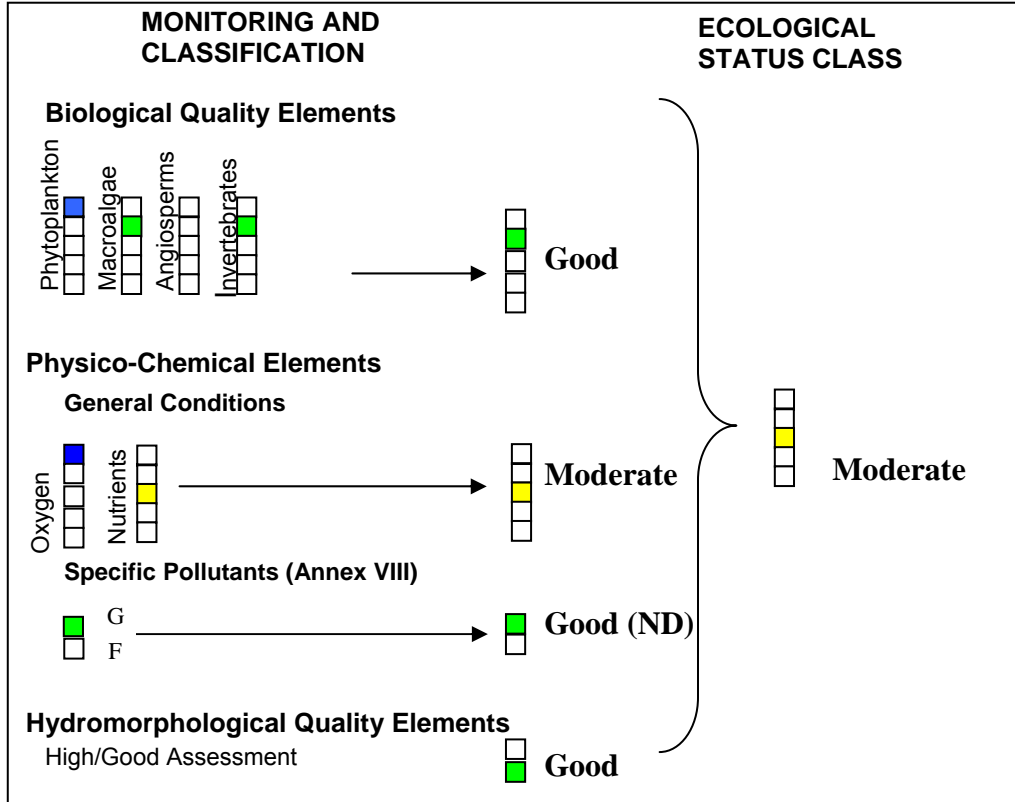 MONITORING AND
CLASSIFICATION
ECOLOGICAL
STATUS CLASS
Biological Quality Elements
Phytoplankton
Macroalgae
Angiosperms
Invertebrates
Good
Physico-Chemical Elements
General Conditions
Oxygen
Nutrients
Moderate
Moderate
Specific Pollutants (Annex VIII)
G
F
Good (ND)
Hydromorphological Quality Elements
High/Good Assessment
Good